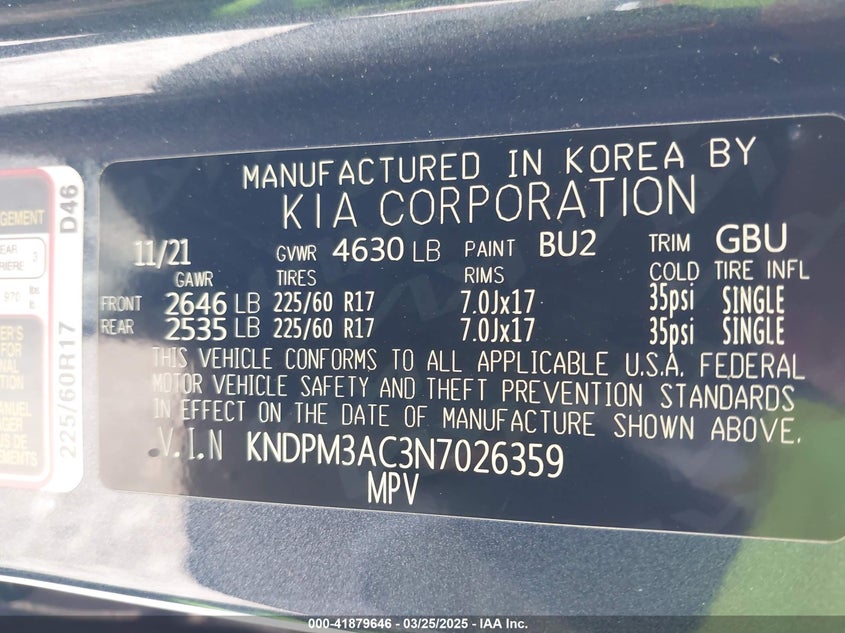 MANUFACTURED IN KOREA BY
KIA CORPORATION
11/21 GVWR 4630 LB PAINT BU2 TRIM GBU
GAWR TIRES RIMS COLD TIRE INFL
FRONT 2646 LB 225/60 R17 7.0Jx17 35psi SINGLE
REAR 2535 LB 225/60 R17 7.0Jx17 35psi SINGLE
THIS VEHICLE CONFORMS TO ALL APPLICABLE U.S.A. FEDERAL
MOTOR VEHICLE SAFETY AND THEFT PREVENTION STANDARDS
IN EFFECT ON THE DATE OF MANUFACTURE SHOWN ABOVE.
V.I.N KNDPM3AC3N7026359
MPV
225/60R17 D46
000-41879646 — 03/25/2025 — IAA Inc.